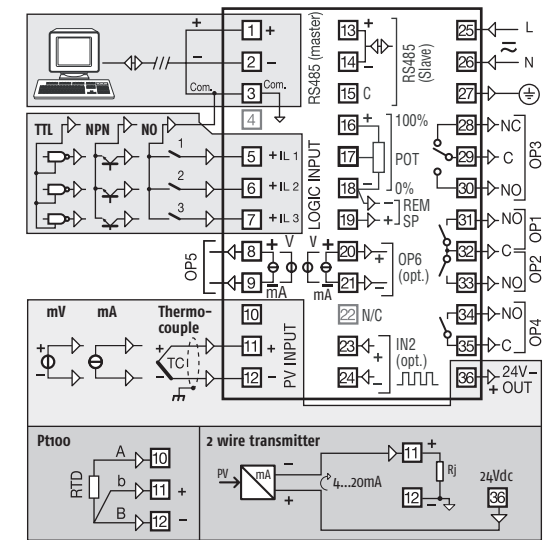 +
1 +
13 +
25 L
−
2 −
RS485 (master)
14 −
RS485 (Slave)
26 N
Com.
3 Com.
15 C
27
4
16 + 100%
28 NC
TTL NPN NO
LOGIC INPUT
17 POT
29 C OP3
1
5 + IL 1
18 − 0%
30 NO
2
6 + IL 2
− REM
3
7 + IL 3
19 + SP
31 NO OP1
OP5
8 + V
V + 20 +
OP6 (opt.)
32 C OP2
9 − mA
− mA 21 −
33 NO
mV mA Thermo-couple
10
22 N/C
34 NO OP4
PV INPUT
+ TC +
11 +
23 +
IN2 (opt.)
35 C
− −
12 −
24 −
36 24V −
+ OUT
Pt100
RTD
A 10
b 11 +
B 12 −
2 wire transmitter
PV mA
−
+
4...20mA
11 +
Rj
12 −
24Vdc
36